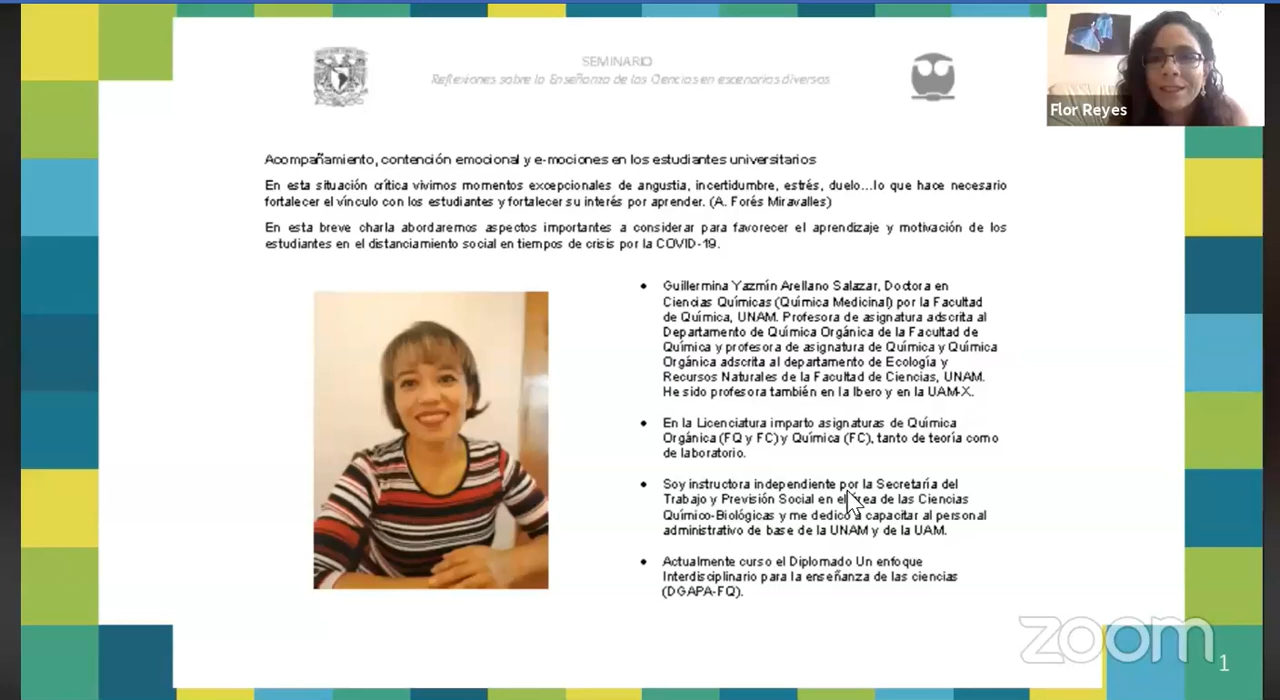 SEMINARIO
Reflexiones sobre la Enseñanza de las Ciencias en escenarios diversos
Flor Reyes
Acompañamiento, contención emocional y e-mociones en los estudiantes universitarios
En esta situación crítica vivimos momentos excepcionales de angustia, incertidumbre, estrés, duelo...lo que hace necesario
fortalecer el vínculo con los estudiantes y fortalecer su interés por aprender. (A. Forés Miravalles)
En esta breve charla abordaremos aspectos importantes a considerar para favorecer el aprendizaje y motivación de los
estudiantes en el distanciamiento social en tiempos de crisis por la COVID-19.
• Guillermina Yazmín Arellano Salazar, Doctora en
Ciencias Químicas (Química Medicinal) por la Facultad
de Química, UNAM. Profesora de asignatura adscrita al
Departamento de Química Orgánica de la Facultad de
Química y profesora de asignatura de Química y Química
Orgánica adscrita al departamento de Ecología y
Recursos Naturales de la Facultad de Ciencias, UNAM.
He sido profesora también en la Ibero y en la UAM-X.
• En la Licenciatura imparto asignaturas de Química
Orgánica (FQ y FC) y Química (FC), tanto de teoría como
de laboratorio.
• Soy instructora independiente por la Secretaría del
Trabajo y Previsión Social en el área de las Ciencias
Químico-Biológicas y me dedico a capacitar al personal
administrativo de base de la UNAM y de la UAM.
• Actualmente curso el Diplomado Un enfoque
Interdisciplinario para la enseñanza de las ciencias
(DGAPA-FQ).
zoom
1